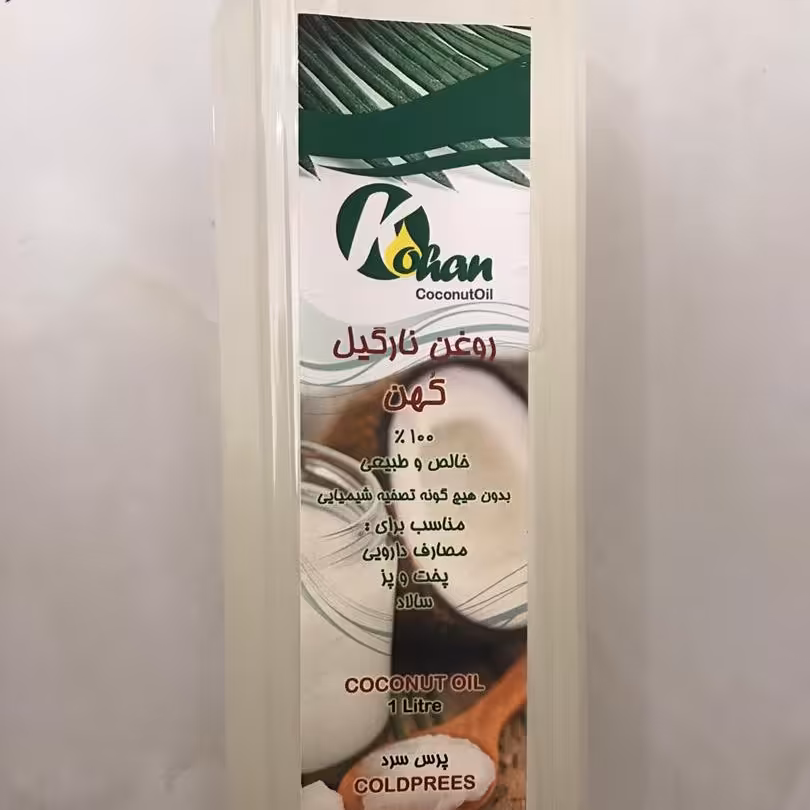 Kohan
CoconutOil
روغن نارگیل
کُهن
۱۰۰ ٪
خالص و طبیعی
بدون هیچ گونه تصفیه شیمیایی
مناسب برای :
مصارف دارویی
پخت و پز
سالاد
COCONUT OIL
1 Litre
پرس سرد
COLDPREES